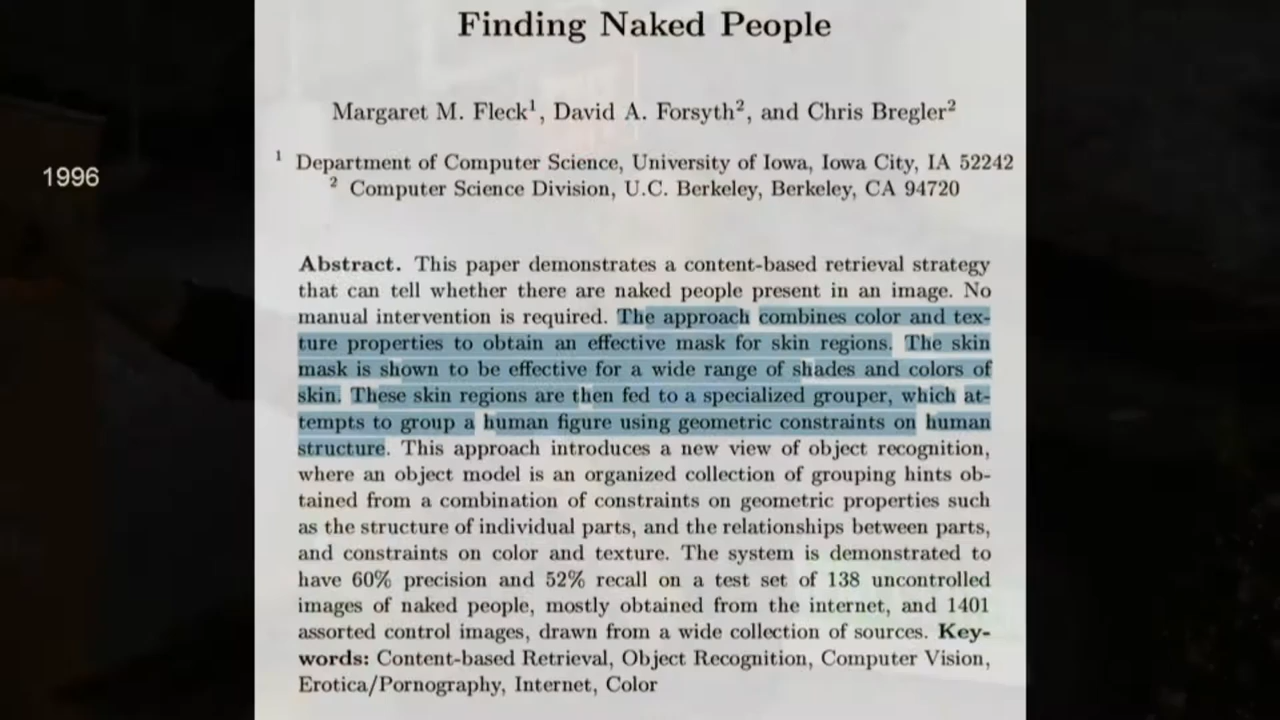 Finding Naked People
Margaret M. Fleck1, David A. Forsyth2, and Chris Bregler2
1 Department of Computer Science, University of Iowa, Iowa City, IA 52242
2 Computer Science Division, U.C. Berkeley, Berkeley, CA 94720
1996
Abstract. This paper demonstrates a content-based retrieval strategy
that can tell whether there are naked people present in an image. No
manual intervention is required. The approach combines color and tex-
ture properties to obtain an effective mask for skin regions. The skin
mask is shown to be effective for a wide range of shades and colors of
skin. These skin regions are then fed to a specialized grouper, which at-
tempts to group a human figure using geometric constraints on human
structure. This approach introduces a new view of object recognition,
where an object model is an organized collection of grouping hints ob-
tained from a combination of constraints on geometric properties such
as the structure of individual parts, and the relationships between parts,
and constraints on color and texture. The system is demonstrated to
have 60% precision and 52% recall on a test set of 138 uncontrolled
images of naked people, mostly obtained from the internet, and 1401
assorted control images, drawn from a wide collection of sources. Key-
words: Content-based Retrieval, Object Recognition, Computer Vision,
Erotica/Pornography, Internet, Color